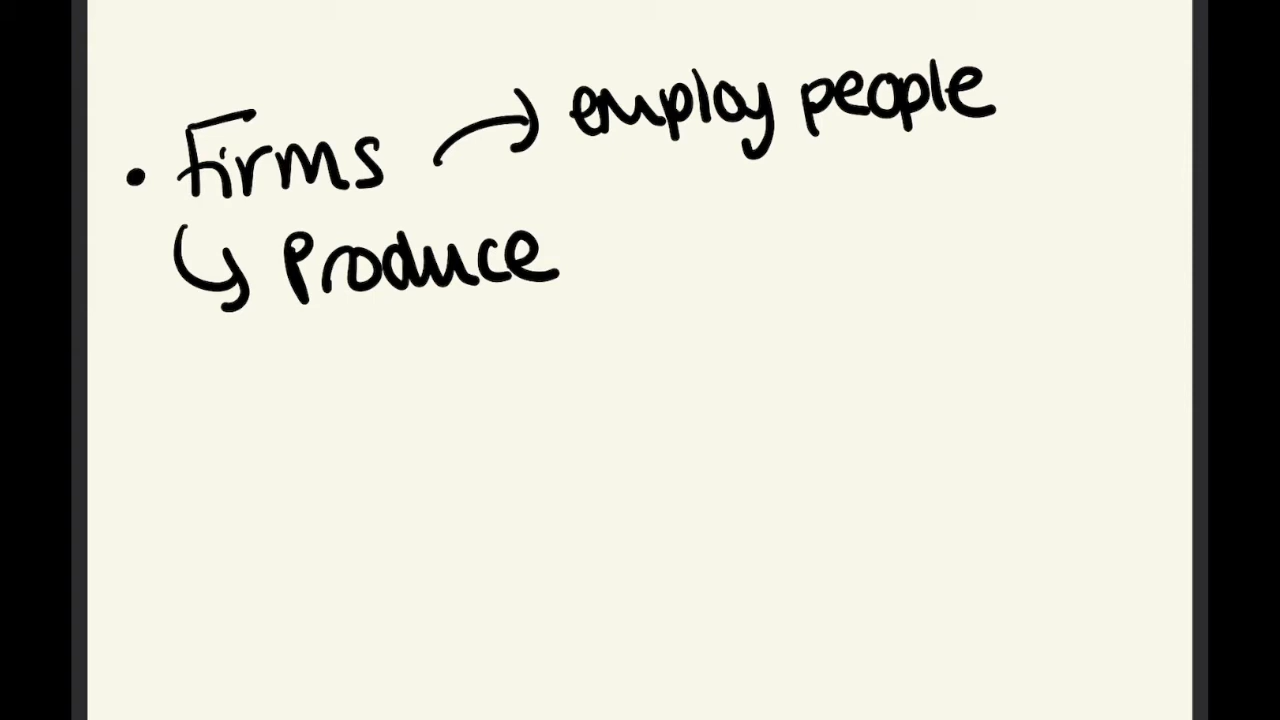 • Firms → employ people
↳ Produce